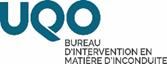 UQO
BUREAU
D'INTERVENTION EN
MATIÈRE D'INCONDUITE